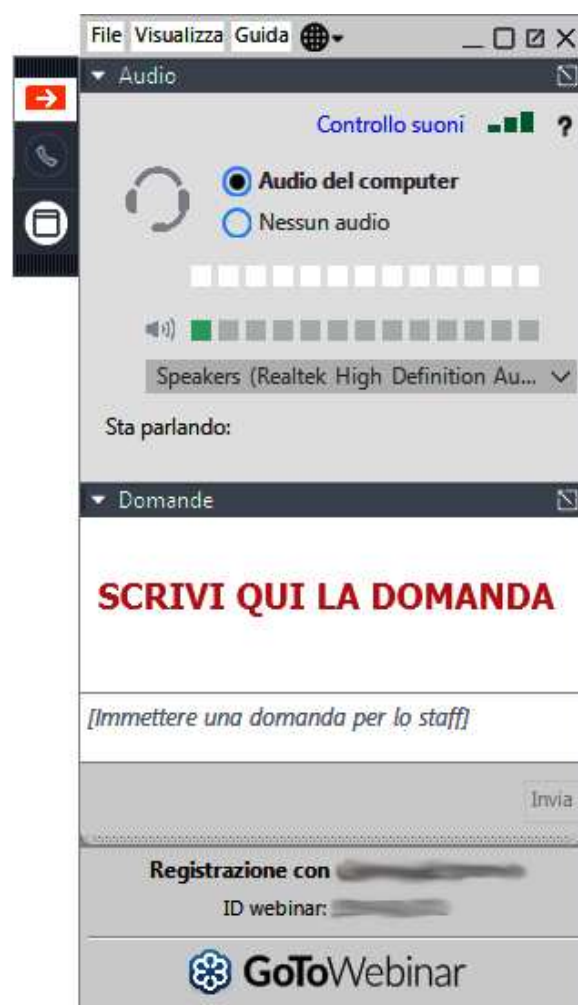 File Visualizza Guida
Audio
Controllo suoni ?
Audio del computer
Nessun audio
Speakers (Realtek High Definition Au...
Sta parlando:
Domande
SCRIVI QUI LA DOMANDA
[Immettere una domanda per lo staff]
Invia
Registrazione con
ID webinar:
GoToWebinar